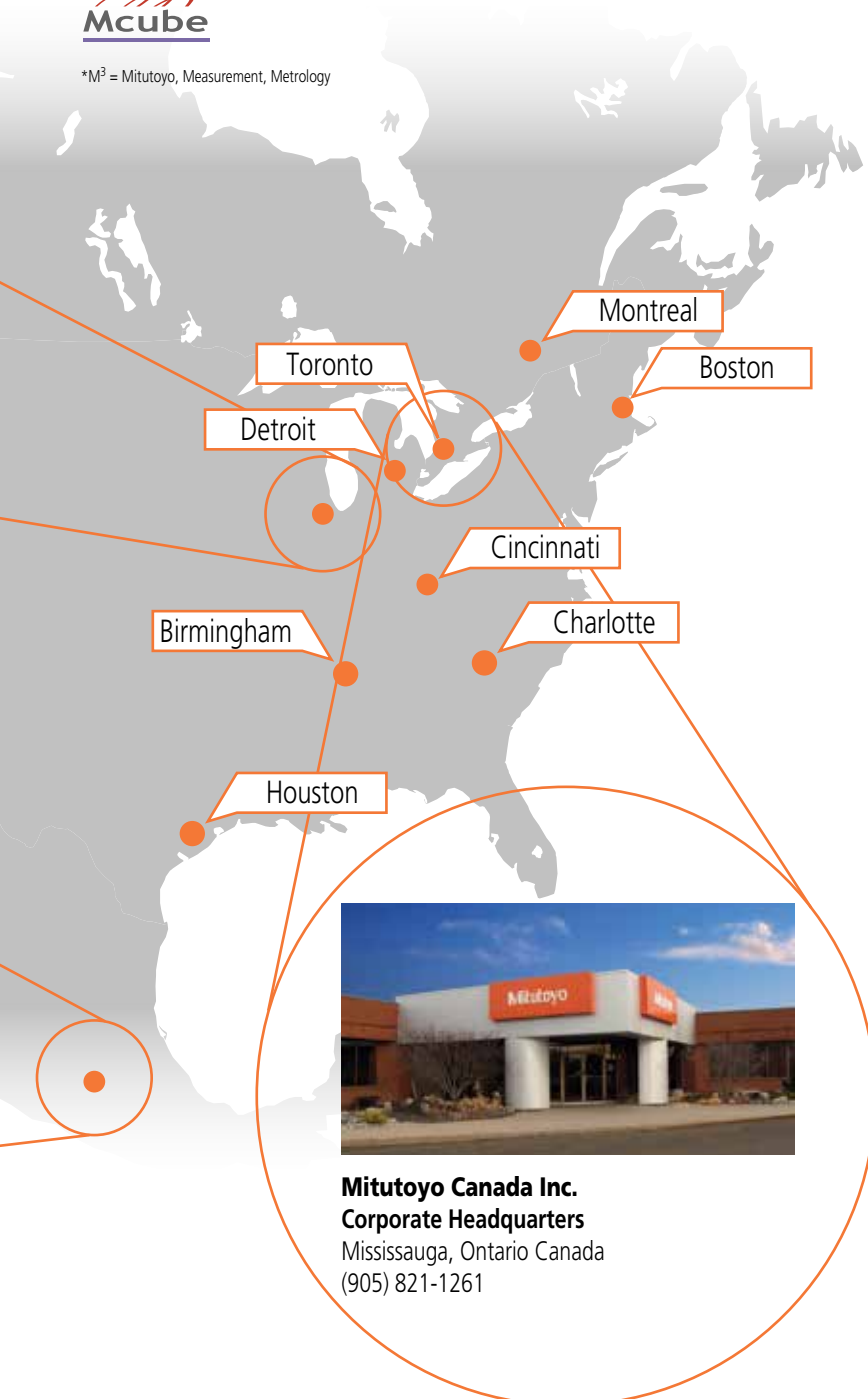 Mcube
*M³ = Mitutoyo, Measurement, Metrology
Montreal
Toronto
Boston
Detroit
Cincinnati
Birmingham
Charlotte
Houston
Mitutoyo
Mitutoyo Canada Inc.
Corporate Headquarters
Mississauga, Ontario Canada
(905) 821-1261